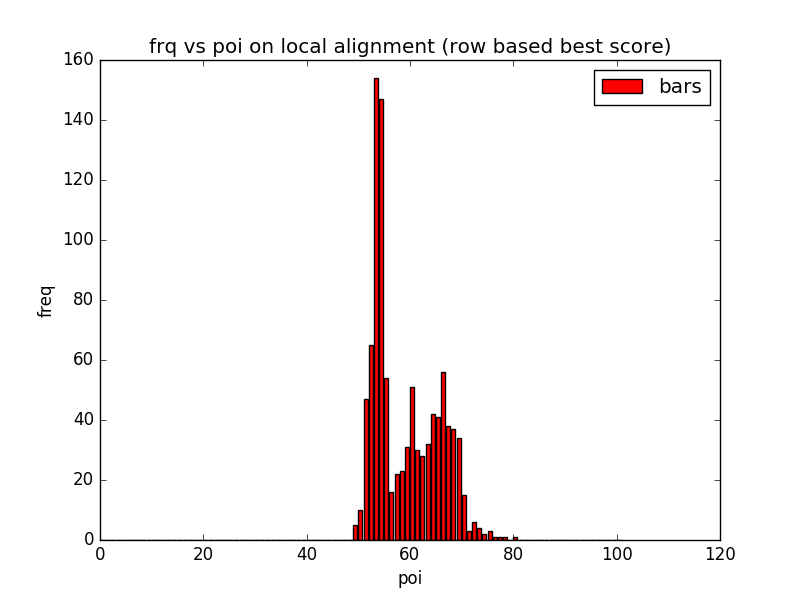 frq vs poi on local alignment (row based best score)
160
140
120
100
80
60
40
20
0
bars
freq
0 20 40 60 80 100 120
poi